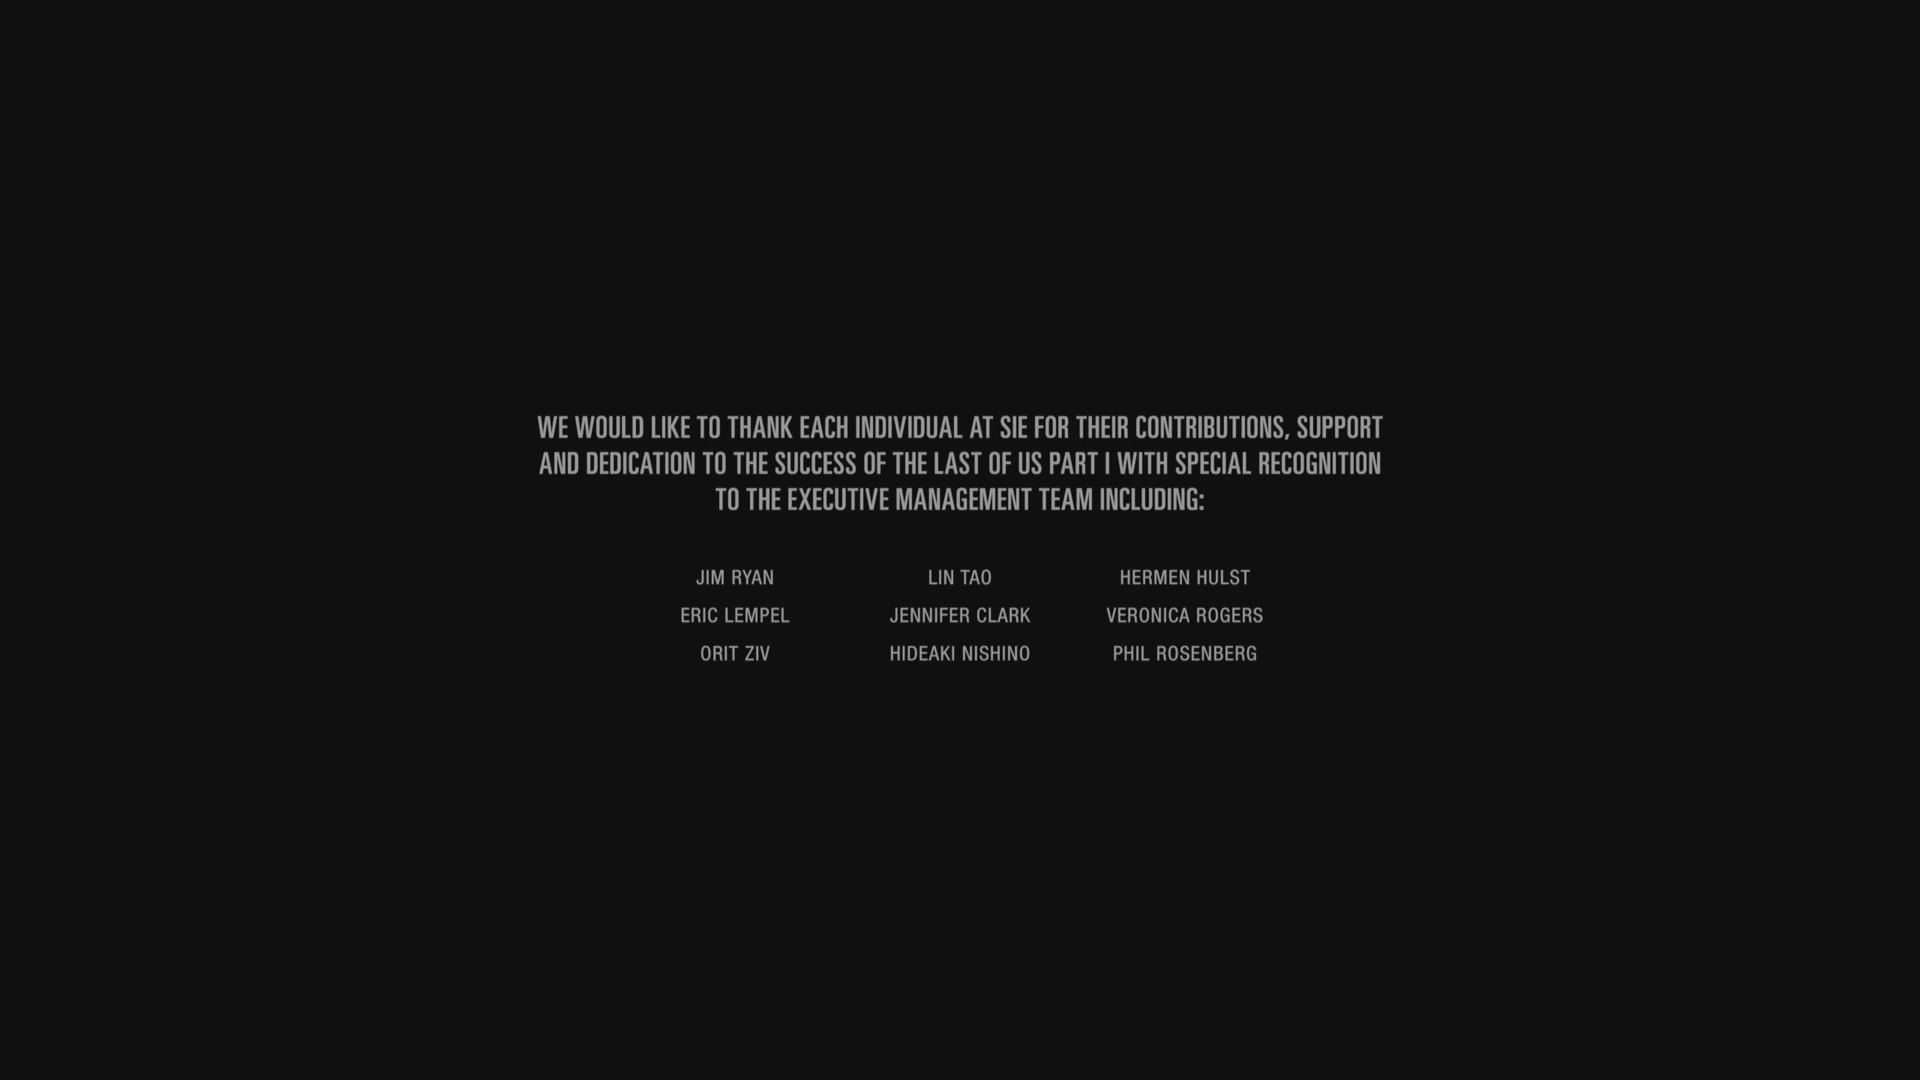 WE WOULD LIKE TO THANK EACH INDIVIDUAL AT SIE FOR THEIR CONTRIBUTIONS, SUPPORT
AND DEDICATION TO THE SUCCESS OF THE LAST OF US PART I WITH SPECIAL RECOGNITION
TO THE EXECUTIVE MANAGEMENT TEAM INCLUDING:
JIM RYAN LIN TAO HERMEN HULST
ERIC LEMPEL JENNIFER CLARK VERONICA ROGERS
ORIT ZIV HIDEAKI NISHINO PHIL ROSENBERG